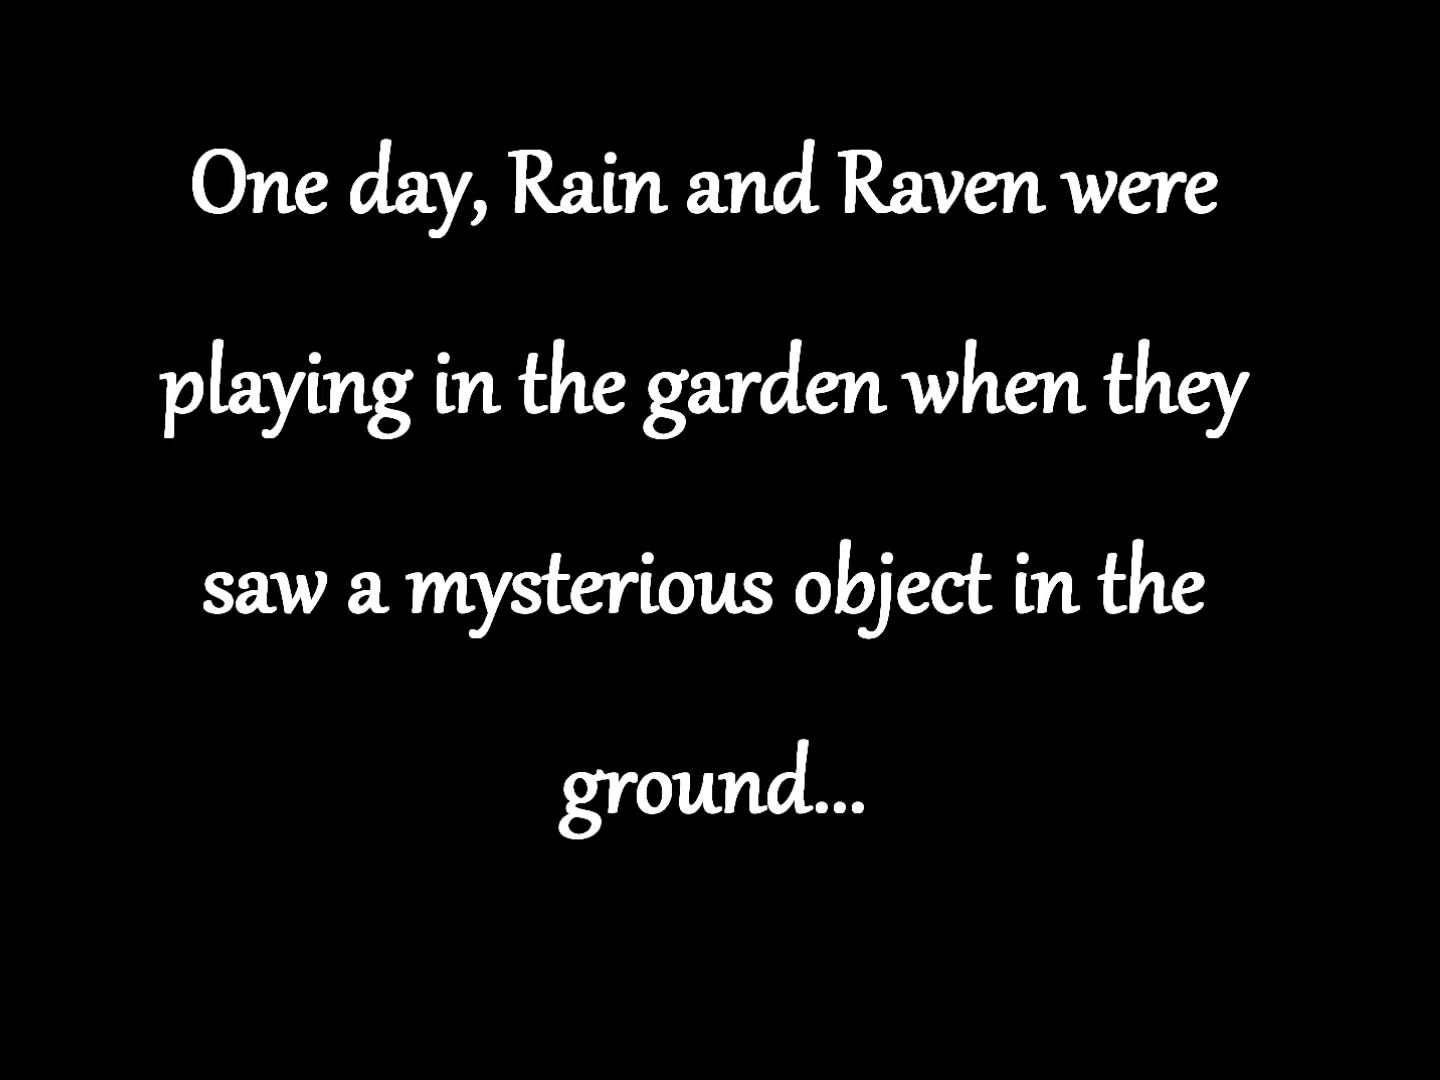 One day, Rain and Raven were
playing in the garden when they
saw a mysterious object in the
ground...